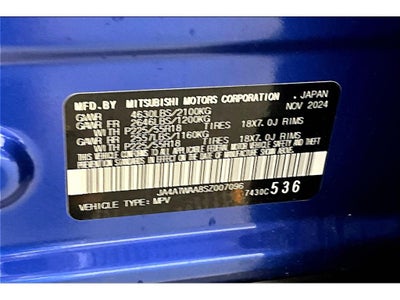 MFD.BY MITSUBISHI MOTORS CORPORATION, JAPAN
GVWR 4630LBS/2100KG NOV 2024
GAWR FR 2646LBS/1200KG
WITH P225/55R18 TIRES 18X7.0J RIMS
GAWR RR 2557LBS/1160KG
WITH P225/55R18 TIRES 18X7.0J RIMS
JA4ATWAA8SZ007096
VEHICLE TYPE: MPV 7430C 536